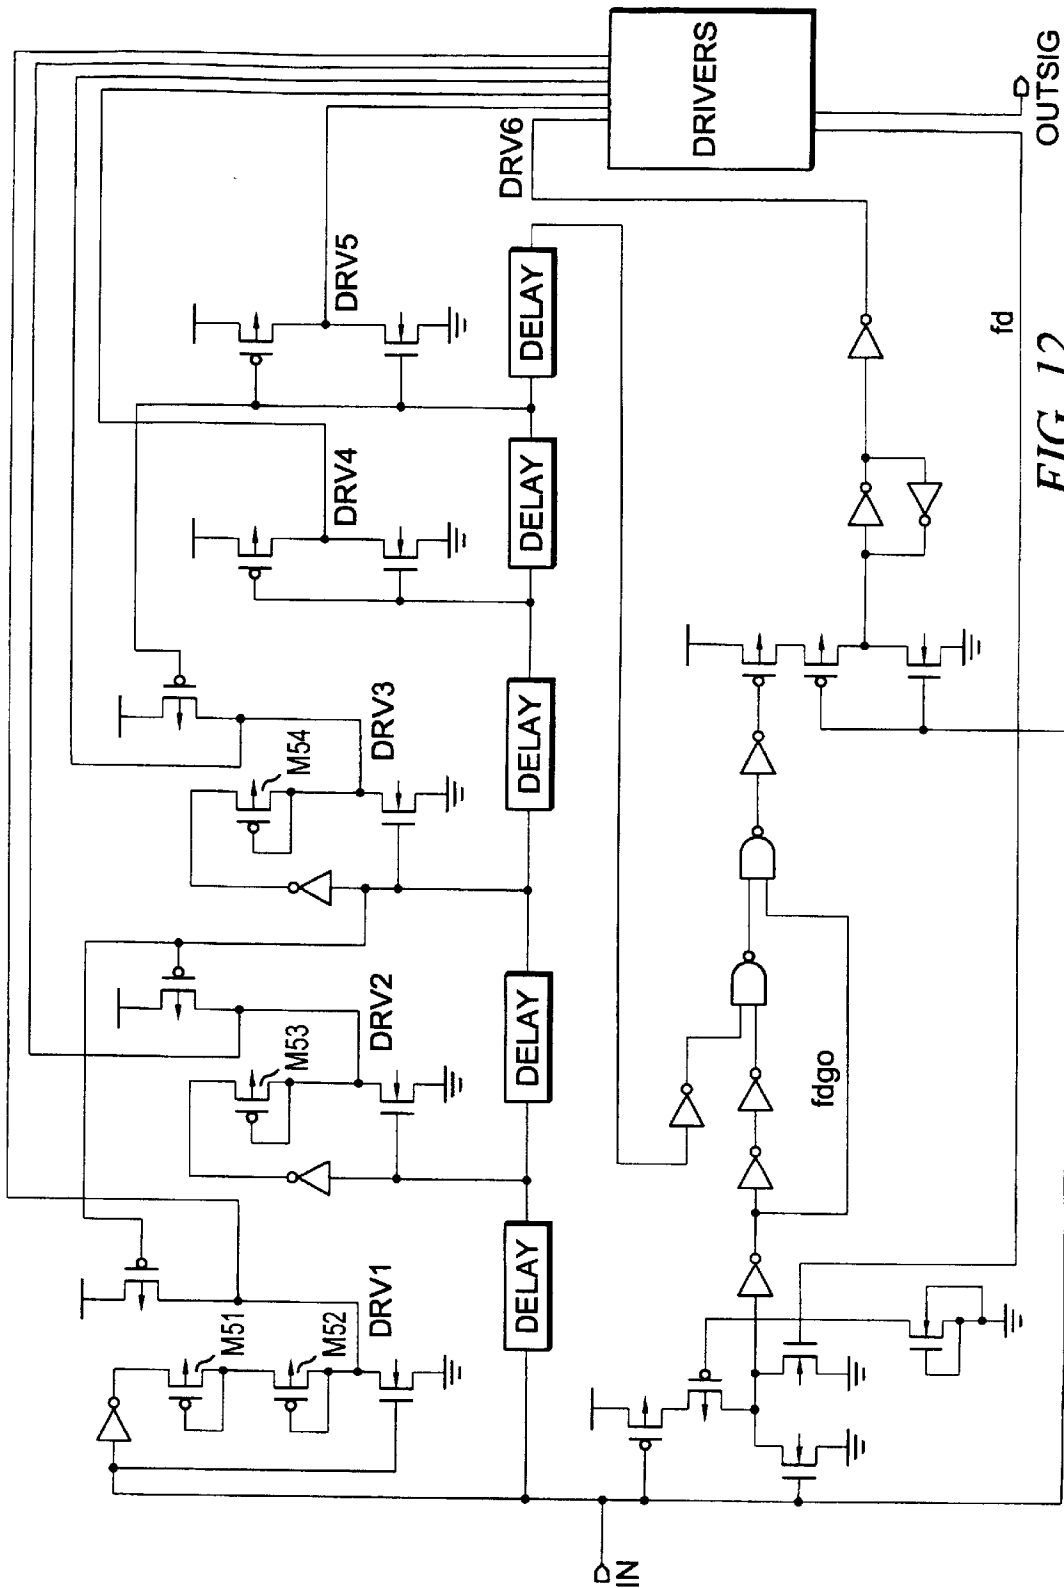 IN
M51
M52
DRV1
DELAY
M53
DRV2
DELAY
M54
DRV3
DELAY
DRV4
DELAY
DRV5
DELAY
DRV6
DRIVERS
OUTSIG
fdgo
fd
FIG. 12